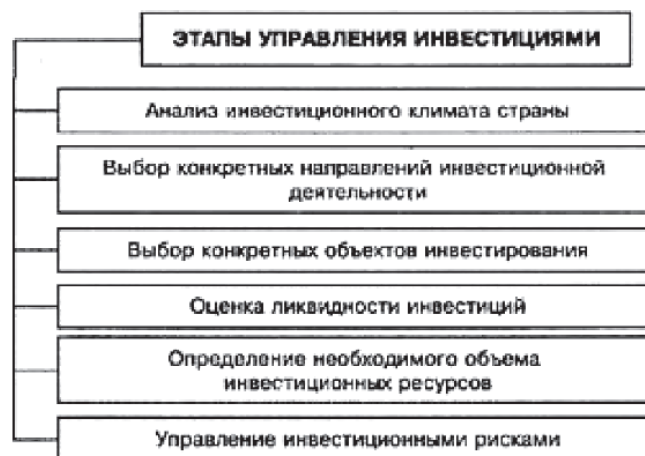 ЭТАПЫ УПРАВЛЕНИЯ ИНВЕСТИЦИЯМИ
Анализ инвестиционного климата страны
Выбор конкретных направлений инвестиционной
деятельности
Выбор конкретных объектов инвестирования
Оценка ликвидности инвестиций
Определение необходимого объема
инвестиционных ресурсов
Управление инвестиционными рисками